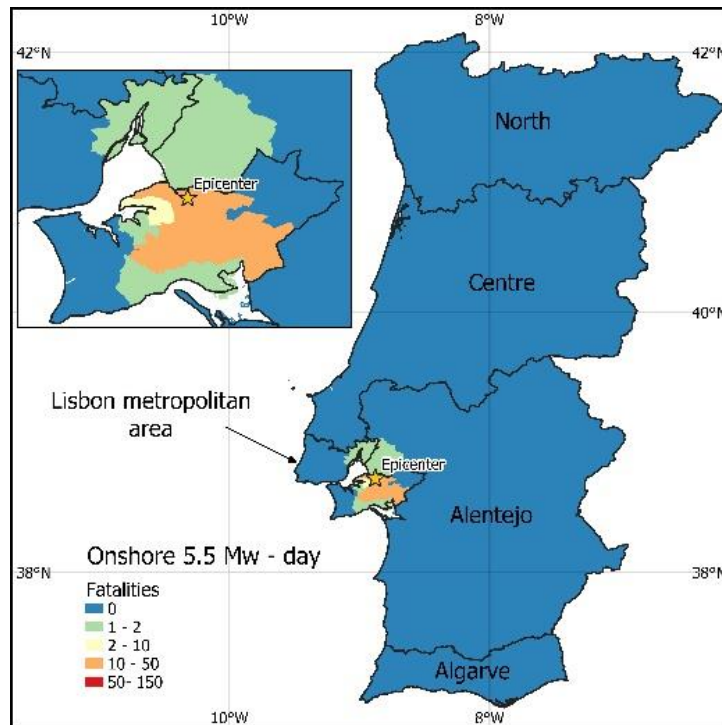 10°W 8°W
42°N 42°N
North
Epicenter
Centre
40°N
Lisbon metropolitan
area
Epicenter
Alentejo
Onshore 5.5 Mw - day
38°N 38°N
Fatalities
0
1 - 2
2 - 10
10 - 50
50- 150
Algarve
10°W 8°W